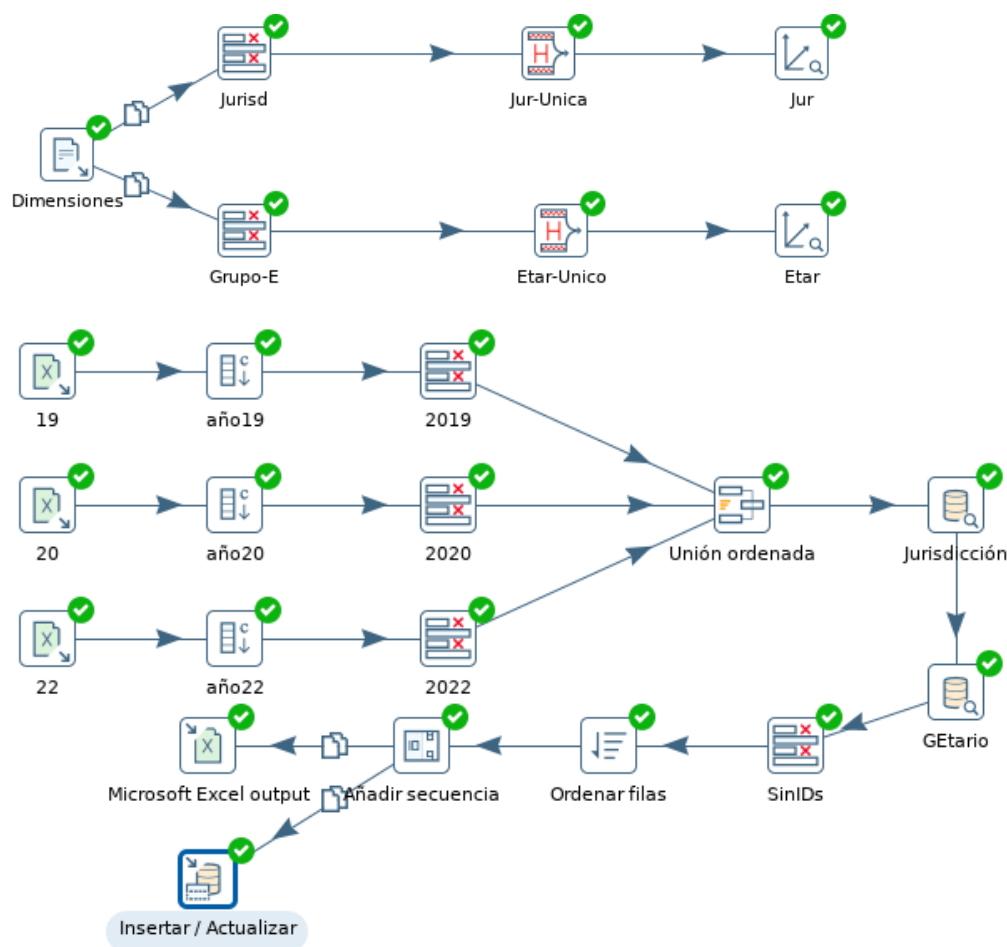 Jurisd
Jur-Unica
Jur
Dimensiones
Grupo-E
Etar-Unico
Etar
19
año19
2019
20
año20
2020
Unión ordenada
Jurisdicción
22
año22
2022
GEtario
Microsoft Excel output
Añadir secuencia
Ordenar filas
SinIDs
Insertar / Actualizar